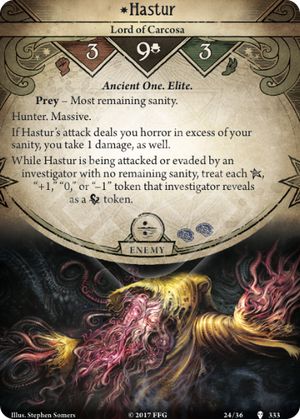 Hastur
Lord of Carcosa
3 9 3
Ancient One. Elite.
Prey – Most remaining sanity.
Hunter. Massive.
If Hastur's attack deals you horror in excess of your
sanity, you take 1 damage, as well.
While Hastur is being attacked or evaded by an
investigator with no remaining sanity, treat each
"+1," "0," or "–1" token that investigator reveals
as a token.
ENEMY
Illus. Stephen Somers © 2017 FFG 24/36 333